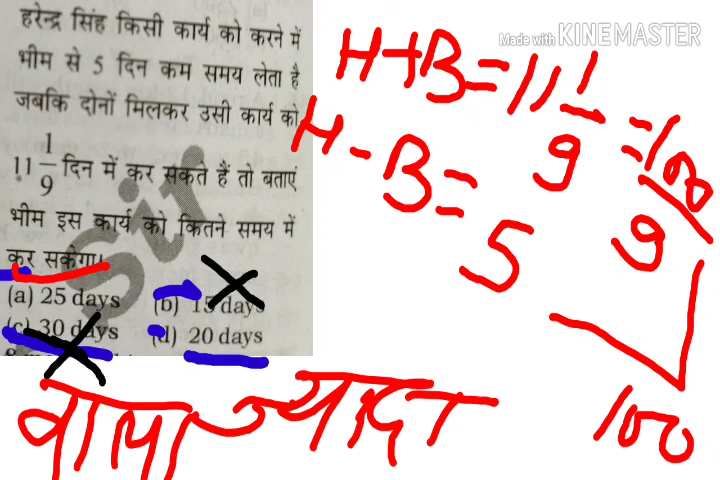 हरेन्द्र सिंह किसी कार्य को करने में
भीम से 5 दिन कम समय लेता है
जबकि दोनों मिलकर उसी कार्य को
11 1/9 दिन में कर सकते हैं तो बताएं
भीम इस कार्य को कितने समय में
कर सकेगा।
(a) 25 days (b) 15 days
(c) 30 days (d) 20 days
Sir
Made with KINEMASTER
H+B=11 1/9 =100/9
H-B=5
100
वाला ज्यादा